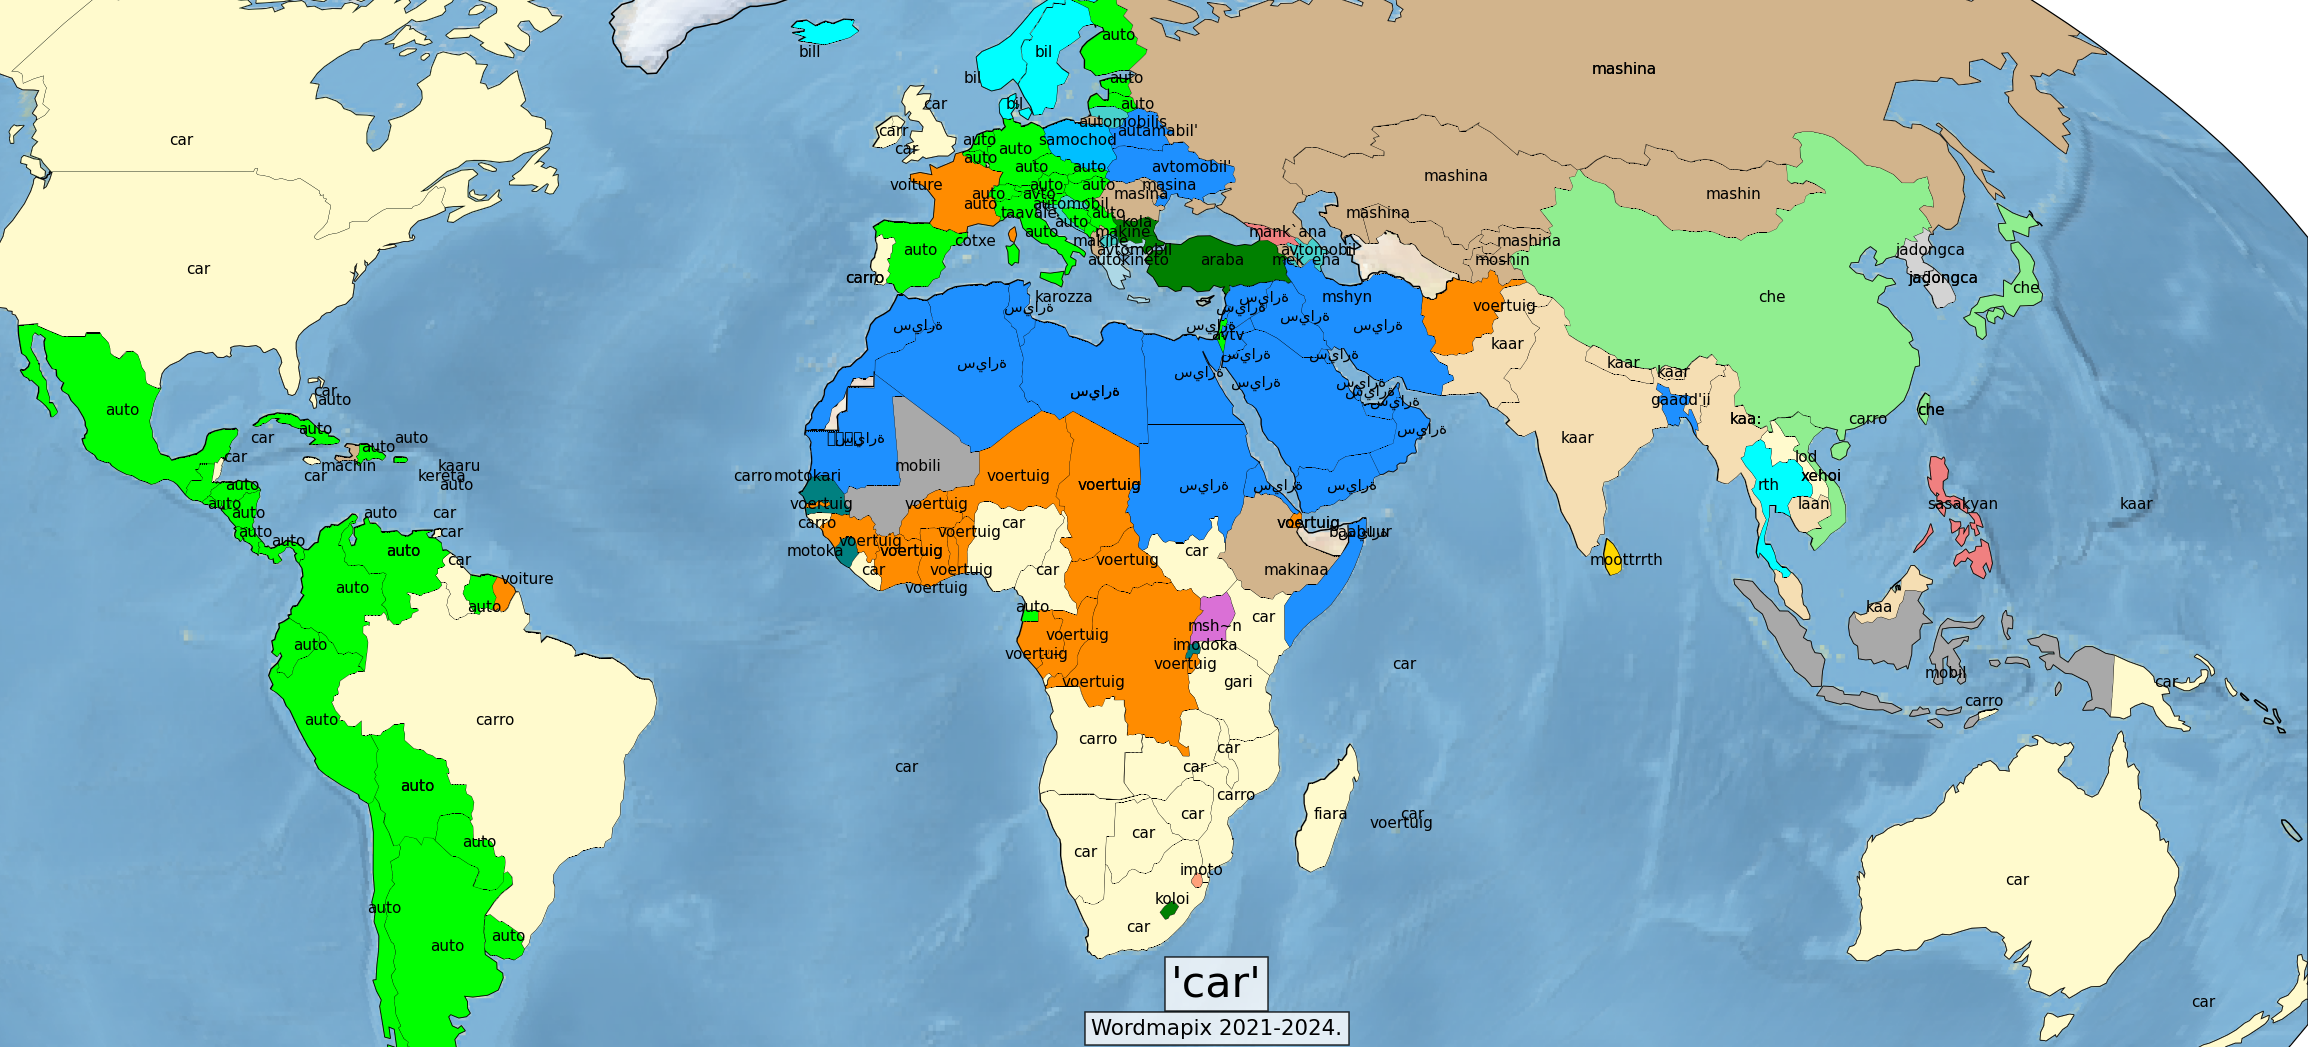 auto
bill
bil
bil
mashina
auto
bil
car
auto
automobilis
autamabil'
carr
car
car
auto
auto
samochod
auto
auto
auto
avtomobil'
mashina
voiture
auto
auto
masina
masina
mashin
auto
avto
automobil
taavale
auto
auto
kola
mashina
mank`ana
mashina
cotxe
auto
makine
makine
avtomobil
auto
autokineto
araba
avtomobil
mek'ena
moshin
jadongca
jadongca
carro
car
karozza
سيارة
mshyn
voertuig
che
che
سيارة
سيارة
سيارة
سيارة
سيارة
سيارة
سيارة
avtv
kaar
سيارة
سيارة
سيارة
سيارة
سيارة
سيارة
kaar
kaar
سيارة
سيارة
سيارة
سيارة
gaadd'ii
auto
car
auto
che
carro
kaa:
car
auto
auto
auto
سيارة
سيارة
kaar
car
machin
car
kaaru
kereta
auto
mobili
lod
xehoi
carro
motokari
voertuig
voertuig
سيارة
سيارة
سيارة
rth
auto
auto
auto
voertuig
voertuig
laan
sasakyan
kaar
auto
car
carro
car
voertuig
voertuig
auto
auto
car
voertuig
motoka
voertuig
voertuig
car
auto
car
car
voertuig
car
makinaa
moottrrth
voiture
voertuig
auto
auto
auto
car
kaa
msh~n
auto
voertuig
imodoka
voertuig
voertuig
car
voertuig
gari
mobil
car
auto
carro
carro
carro
car
car
car
auto
carro
car
fiara
car
voertuig
auto
car
car
imoto
car
auto
koloi
auto
auto
car
car
'car'
Wordmapix 2021-2024.